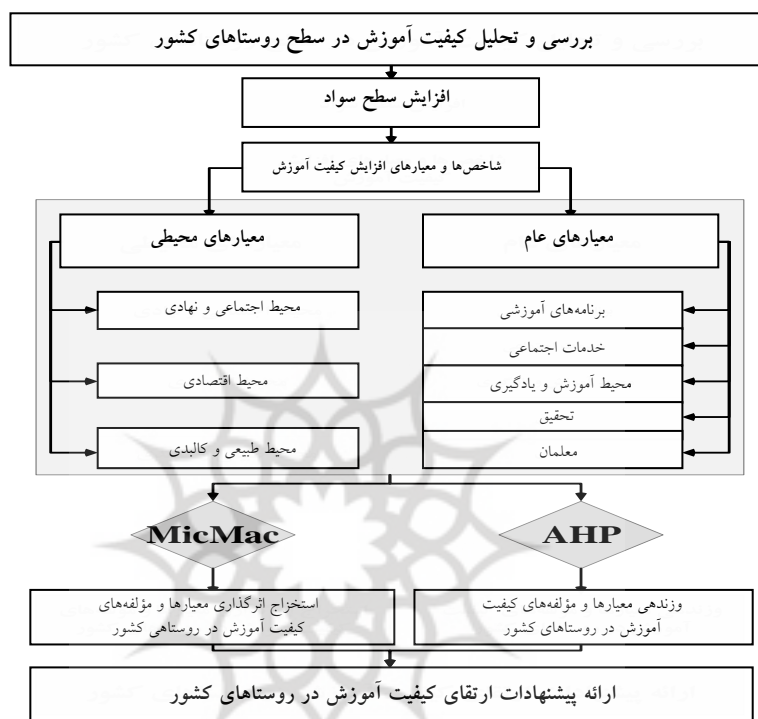 بررسی و تحلیل کیفیت آموزش در سطح روستاهای کشور
افزایش سطح سواد
شاخص‌ها و معیارهای افزایش کیفیت آموزش
معیارهای عام
معیارهای محیطی
برنامه‌های آموزشی
خدمات اجتماعی
محیط آموزش و یادگیری
تحقیق
معلمان
محیط اجتماعی و نهادی
محیط اقتصادی
محیط طبیعی و کالبدی
AHP
MicMac
وزندهی معیارها و مؤلفه‌های کیفیت
آموزش در روستاهای کشور
استخزاج اثرگذاری معیارها و مؤلفه‌های
کیفیت آموزش در روستاهی کشور
ارائه پیشنهادات ارتقای کیفیت آموزش در روستاهای کشور